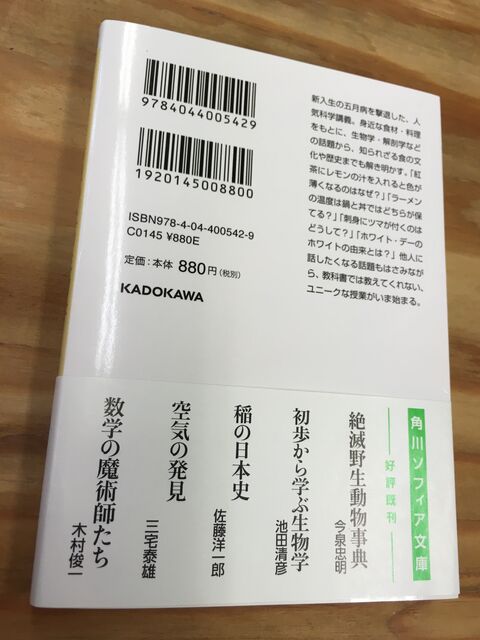 9784044005429
1920145008800
ISBN978-4-04-400542-9
C0145 ¥880E
定価：本体880円(税別)
KADOKAWA
新入生の五月病を撃退した、人
気科学講義。身近な食材・料理
をもとに、生物学・解剖学など
の話題から、知られざる食の文
化や歴史までも解き明かす。「紅
茶にレモンの汁を入れると色が
薄くなるのはなぜ？」「ラーメン
の温度は鍋と丼ではどちらが保
てる？」「刺身にツマが付くのは
どうして？」「ホワイト・デーの
ホワイトの由来とは？」他人に
話したくなる話題もはさみなが
ら、教科書では教えてくれない、
ユニークな授業がいま始まる。
角川ソフィア文庫
好評既刊
絶滅野生動物事典
今泉忠明
初歩から学ぶ生物学
池田清彦
稲の日本史
佐藤洋一郎
空気の発見
三宅泰雄
数学の魔術師たち
木村俊一